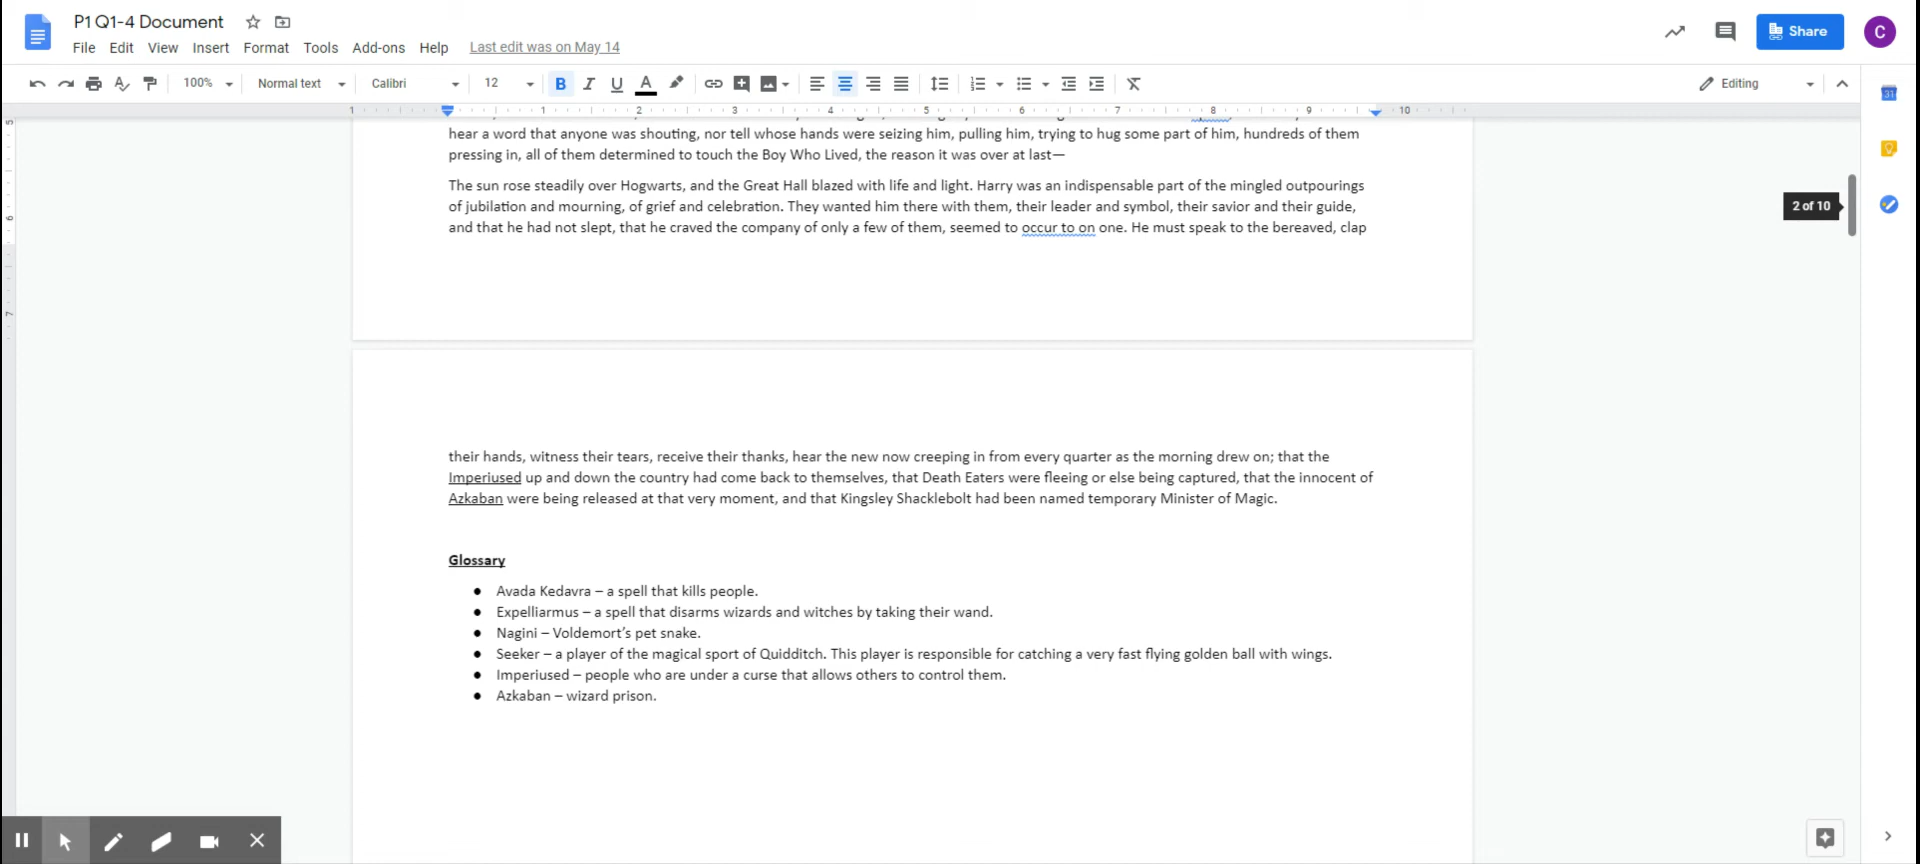 P1 Q1-4 Document
Share
C
File Edit View Insert Format Tools Add-ons Help Last edit was on May 14
100% Normal text Calibri 12 B I U A Editing
1 1 2 3 4 5 6 7 8 9 10
hear a word that anyone was shouting, nor tell whose hands were seizing him, pulling him, trying to hug some part of him, hundreds of them
pressing in, all of them determined to touch the Boy Who Lived, the reason it was over at last—
The sun rose steadily over Hogwarts, and the Great Hall blazed with life and light. Harry was an indispensable part of the mingled outpourings
of jubilation and mourning, of grief and celebration. They wanted him there with them, their leader and symbol, their savior and their guide,
2 of 10
and that he had not slept, that he craved the company of only a few of them, seemed to occur to on one. He must speak to the bereaved, clap
their hands, witness their tears, receive their thanks, hear the new now creeping in from every quarter as the morning drew on; that the
Imperiused up and down the country had come back to themselves, that Death Eaters were fleeing or else being captured, that the innocent of
Azkaban were being released at that very moment, and that Kingsley Shacklebolt had been named temporary Minister of Magic.
Glossary
● Avada Kedavra – a spell that kills people.
● Expelliarmus – a spell that disarms wizards and witches by taking their wand.
● Nagini – Voldemort’s pet snake.
● Seeker – a player of the magical sport of Quidditch. This player is responsible for catching a very fast flying golden ball with wings.
● Imperiused – people who are under a curse that allows others to control them.
● Azkaban – wizard prison.